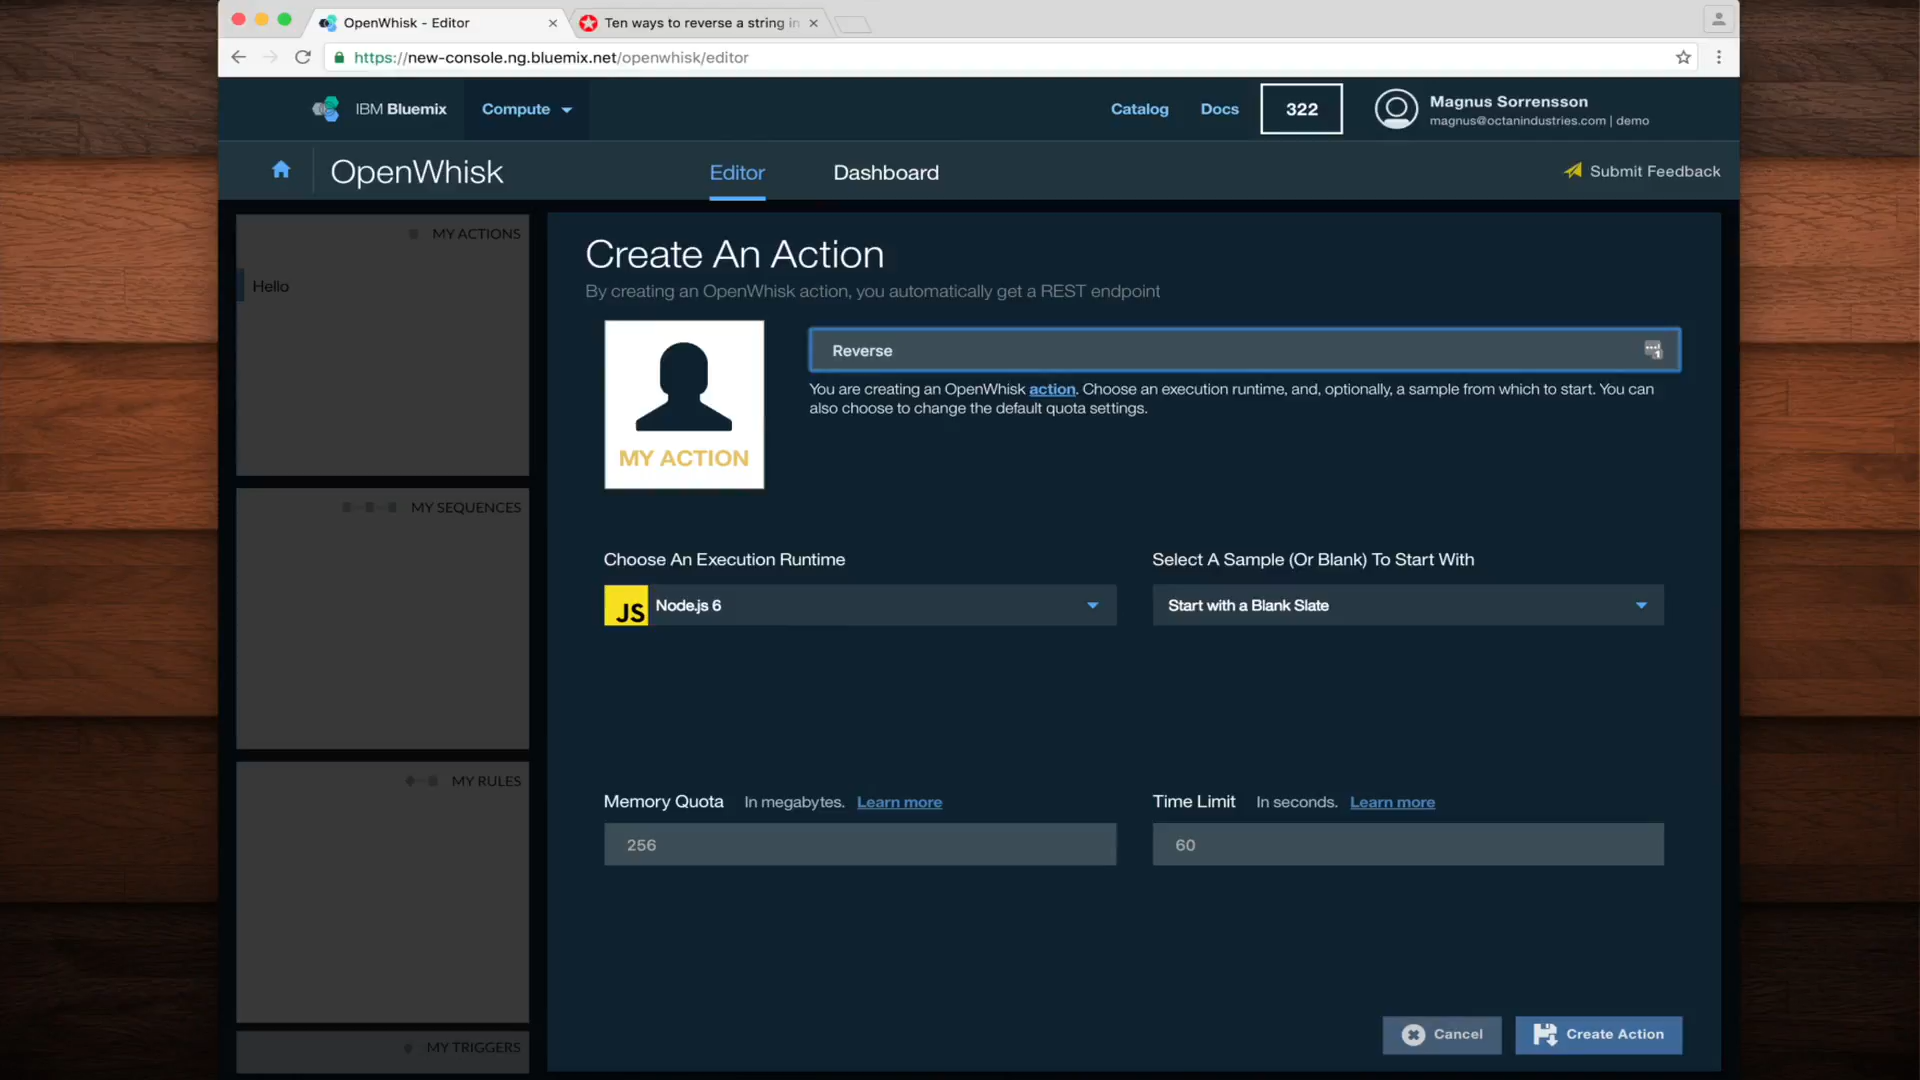 OpenWhisk - Editor
Ten ways to reverse a string in
https://new-console.ng.bluemix.net/openwhisk/editor
IBM Bluemix
Compute
Catalog
Docs
322
Magnus Sorrensson
magnus@octanindustries.com | demo
OpenWhisk
Editor
Dashboard
Submit Feedback
MY ACTIONS
Hello
MY SEQUENCES
MY RULES
MY TRIGGERS
Create An Action
By creating an OpenWhisk action, you automatically get a REST endpoint
MY ACTION
Reverse
1
You are creating an OpenWhisk action. Choose an execution runtime, and, optionally, a sample from which to start. You can
also choose to change the default quota settings.
Choose An Execution Runtime
JS Node.js 6
Select A Sample (Or Blank) To Start With
Start with a Blank Slate
Memory Quota In megabytes. Learn more
256
Time Limit In seconds. Learn more
60
Cancel
Create Action